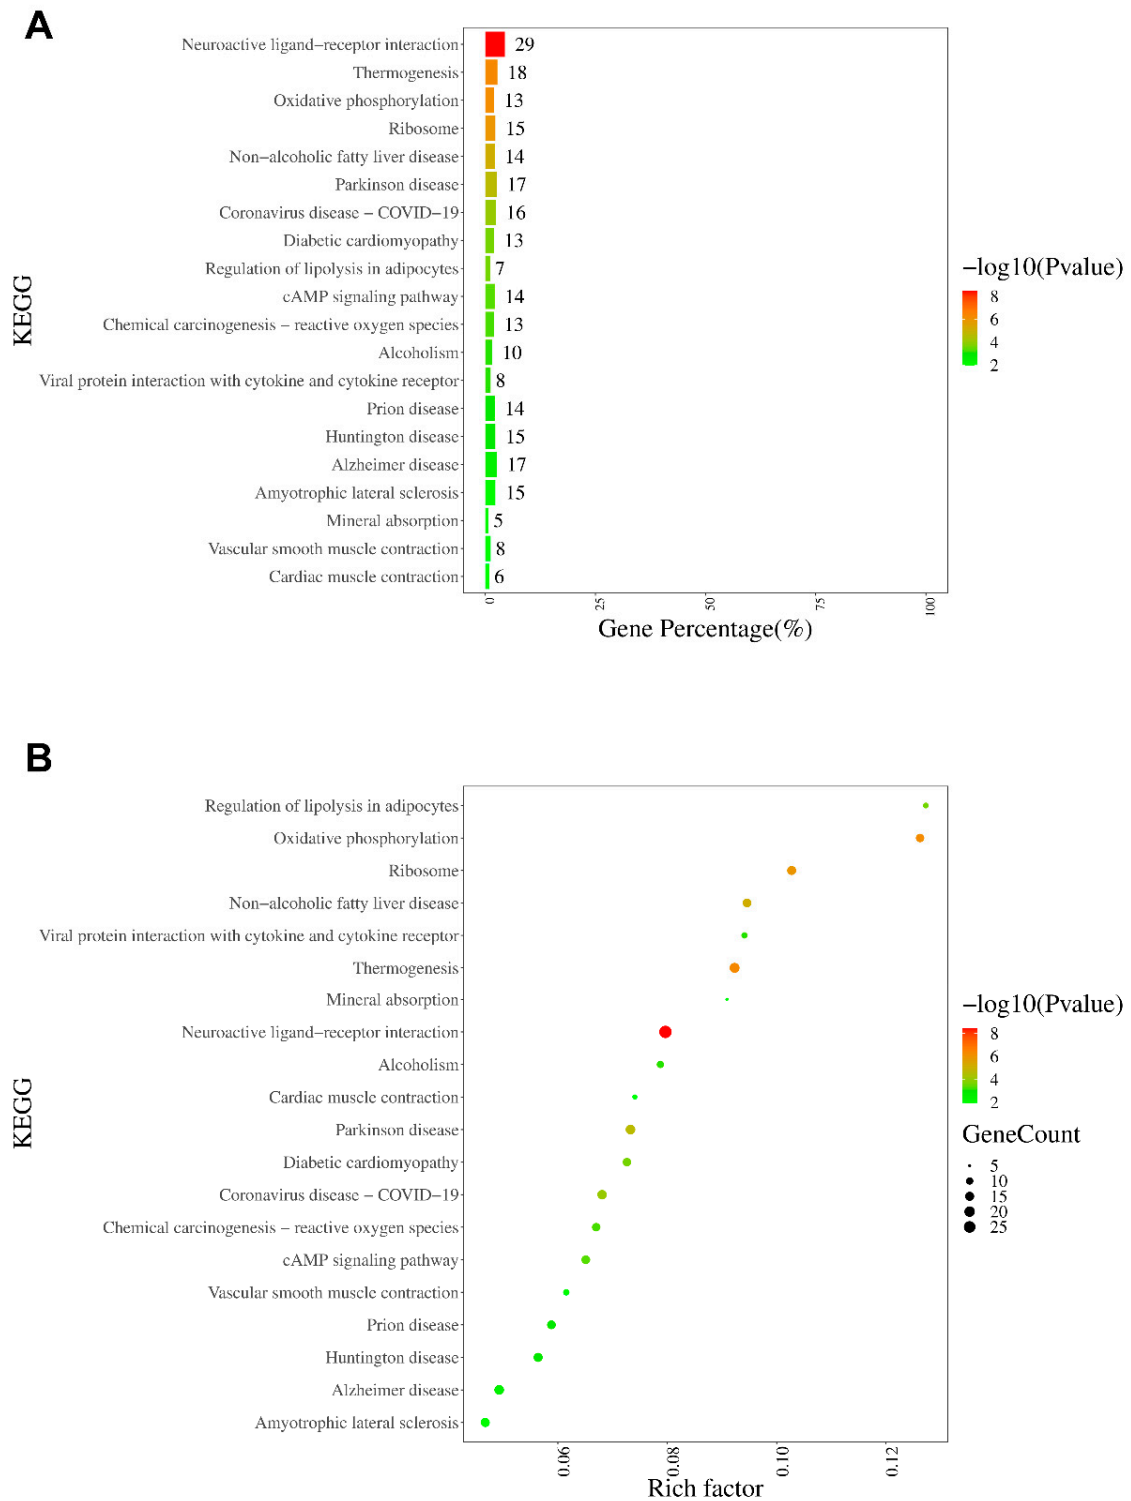 A
Neuroactive ligand−receptor interaction 29
Thermogenesis 18
Oxidative phosphorylation 13
Ribosome 15
Non−alcoholic fatty liver disease 14
Parkinson disease 17
Coronavirus disease − COVID−19 16
Diabetic cardiomyopathy 13
Regulation of lipolysis in adipocytes 7
cAMP signaling pathway 14
Chemical carcinogenesis − reactive oxygen species 13
Alcoholism 10
Viral protein interaction with cytokine and cytokine receptor 8
Prion disease 14
Huntington disease 15
Alzheimer disease 17
Amyotrophic lateral sclerosis 15
Mineral absorption 5
Vascular smooth muscle contraction 8
Cardiac muscle contraction 6
KEGG
0 25 50 75 100
Gene Percentage(%)
−log10(Pvalue)
8
6
4
2
B
Regulation of lipolysis in adipocytes
Oxidative phosphorylation
Ribosome
Non−alcoholic fatty liver disease
Viral protein interaction with cytokine and cytokine receptor
Thermogenesis
Mineral absorption
Neuroactive ligand−receptor interaction
Alcoholism
Cardiac muscle contraction
Parkinson disease
Diabetic cardiomyopathy
Coronavirus disease − COVID−19
Chemical carcinogenesis − reactive oxygen species
cAMP signaling pathway
Vascular smooth muscle contraction
Prion disease
Huntington disease
Alzheimer disease
Amyotrophic lateral sclerosis
KEGG
0.06 0.08 0.10 0.12
Rich factor
−log10(Pvalue)
8
6
4
2
GeneCount
5
10
15
20
25